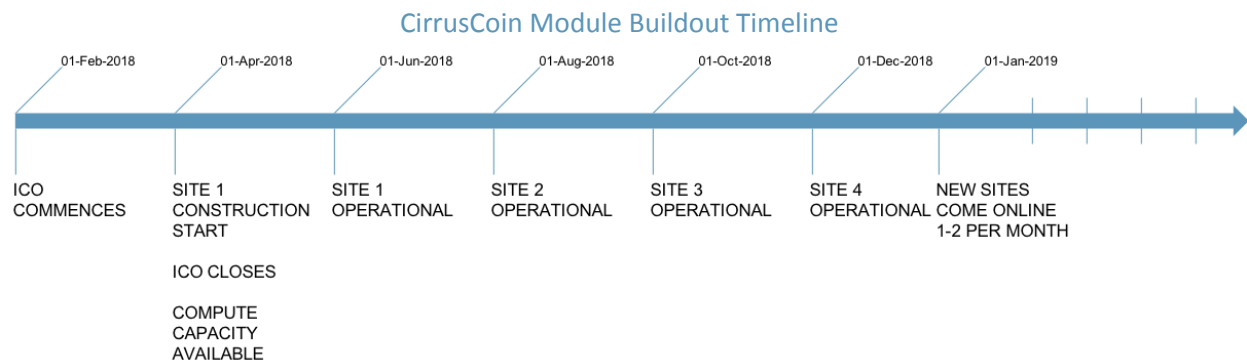 CirrusCoin Module Buildout Timeline
01-Feb-2018
01-Apr-2018
01-Jun-2018
01-Aug-2018
01-Oct-2018
01-Dec-2018
01-Jan-2019
ICO
COMMENCES
SITE 1
CONSTRUCTION
START
ICO CLOSES
COMPUTE
CAPACITY
AVAILABLE
SITE 1
OPERATIONAL
SITE 2
OPERATIONAL
SITE 3
OPERATIONAL
SITE 4
OPERATIONAL
NEW SITES
COME ONLINE
1-2 PER MONTH